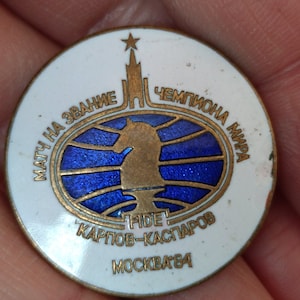 МАТЧ НА ЗВАНИЕ ЧЕМПИОНА МИРА
FIDE
КАРПОВ-КАСПАРОВ
МОСКВА'84